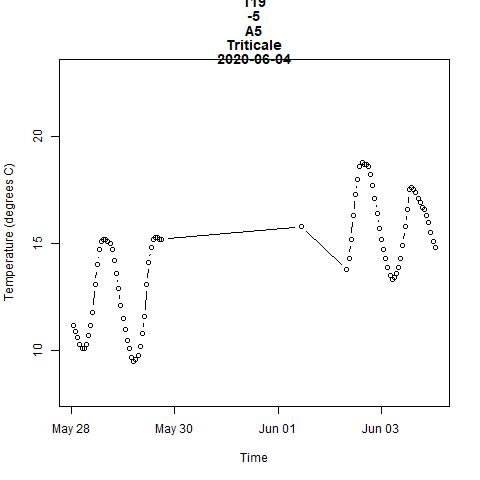 T19
-5
A5
Triticale
2020-06-04
Temperature (degrees C)
20
15
10
May 28
May 30
Jun 01
Jun 03
Time